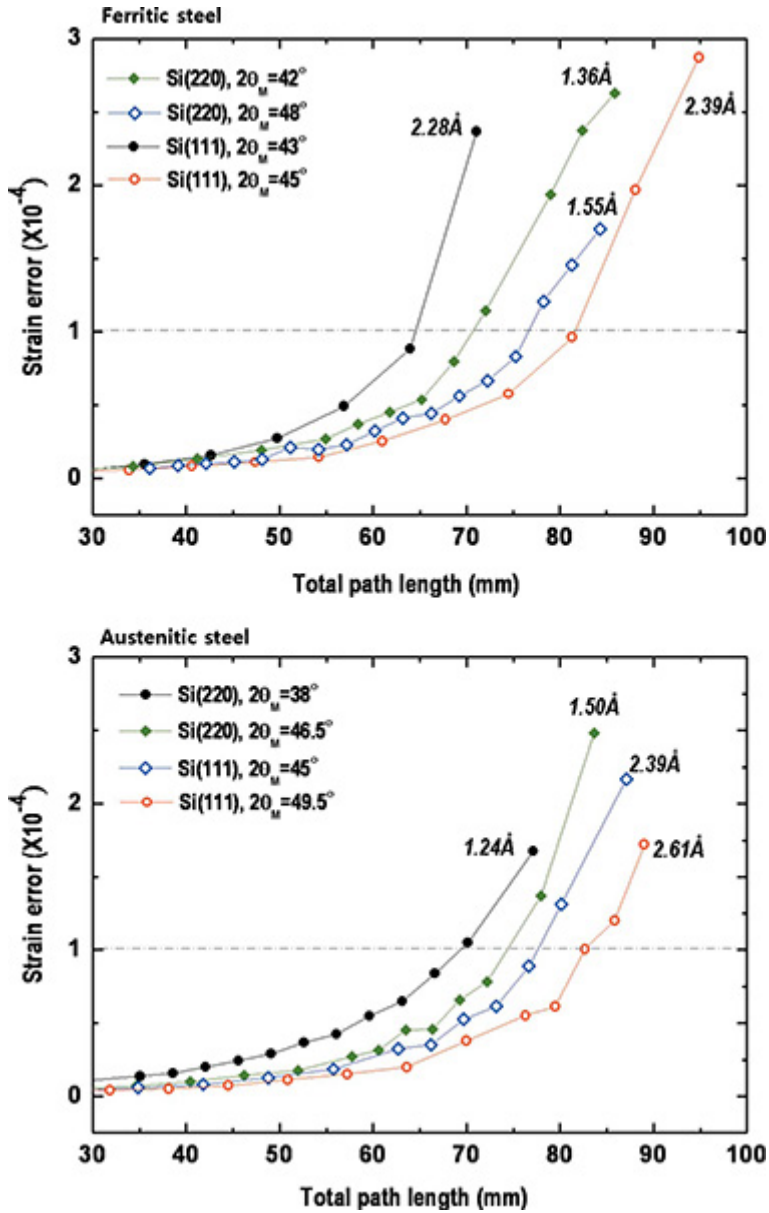 Ferritic steel
3
2
1
0
Strain error (X10⁻⁴)
Si(220), 2θM=42°
Si(220), 2θM=48°
Si(111), 2θM=43°
Si(111), 2θM=45°
2.28Å
1.36Å
2.39Å
1.55Å
30 40 50 60 70 80 90 100
Total path length (mm)
Austenitic steel
3
2
1
0
Strain error (X10⁻⁴)
Si(220), 2θM=38°
Si(220), 2θM=46.5°
Si(111), 2θM=45°
Si(111), 2θM=49.5°
1.50Å
2.39Å
1.24Å
2.61Å
30 40 50 60 70 80 90 100
Total path length (mm)